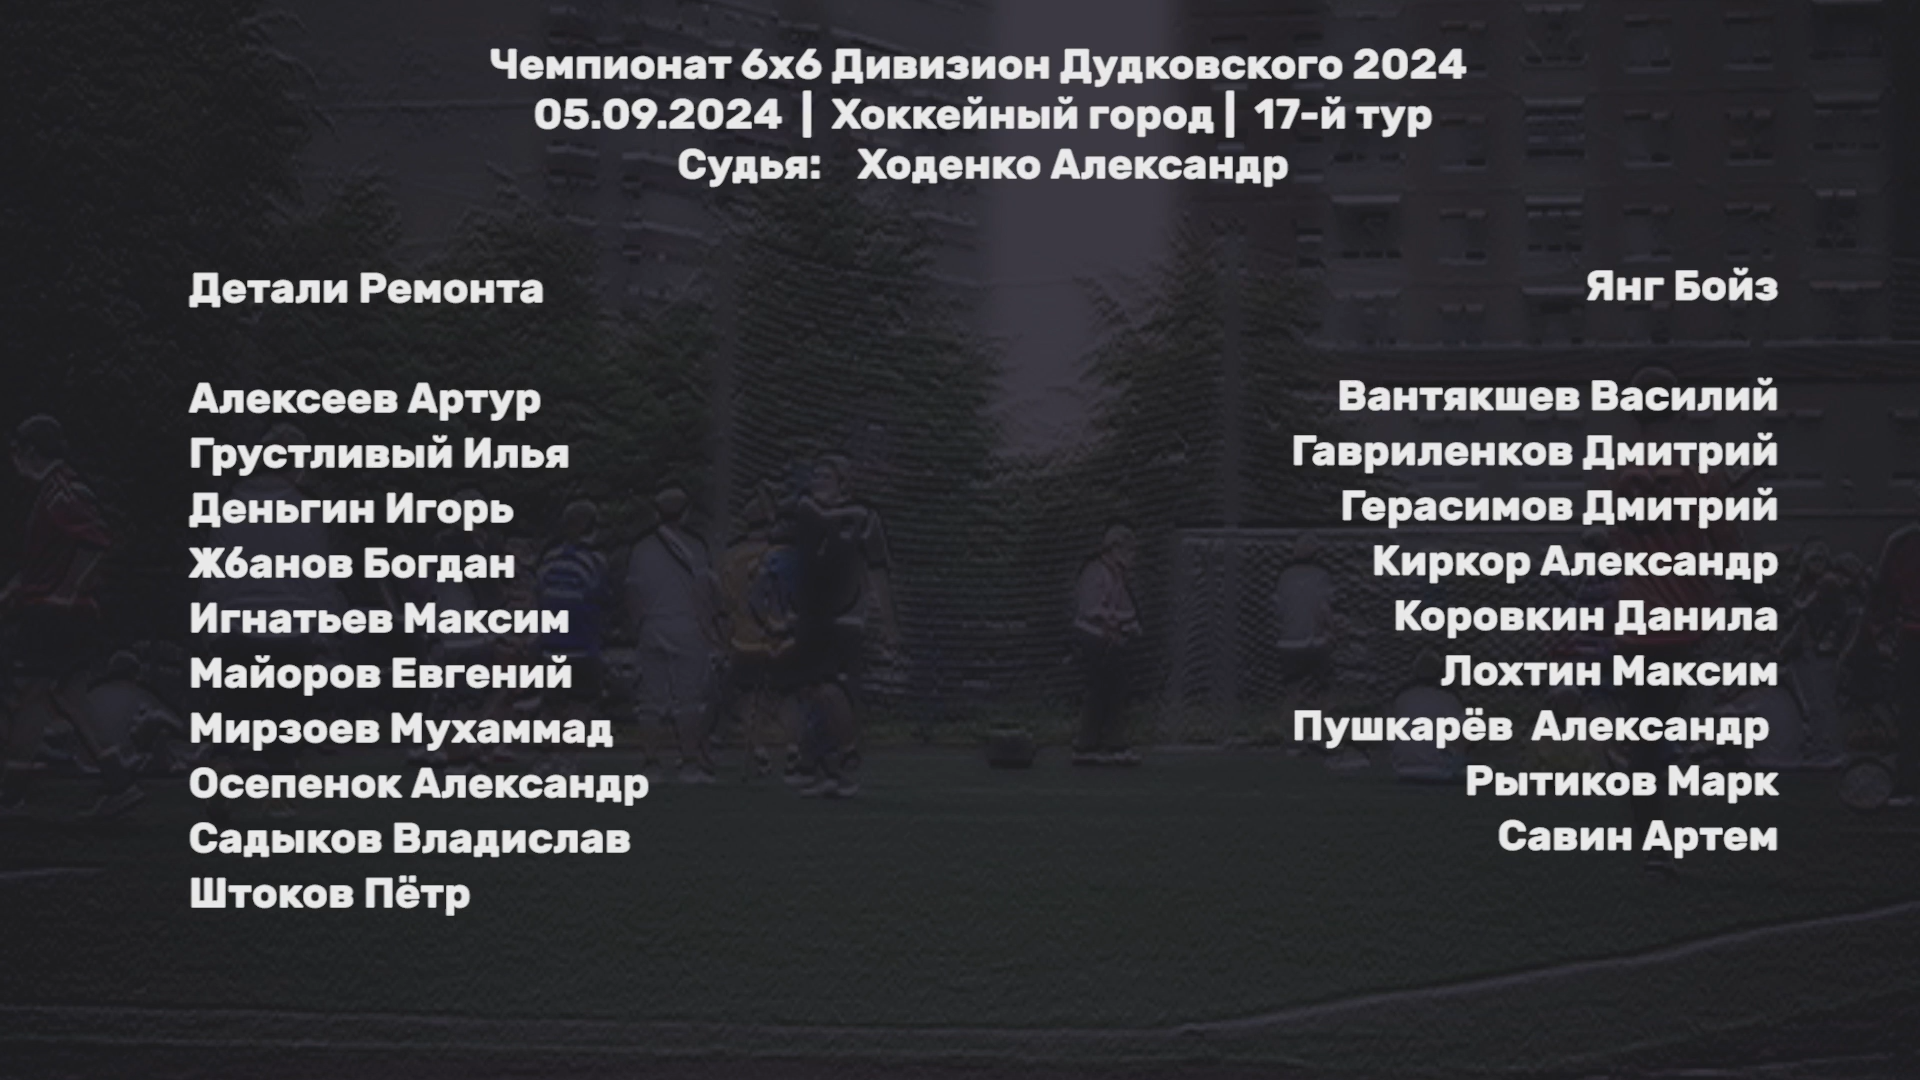 Чемпионат 6х6 Дивизион Дудковского 2024
05.09.2024 | Хоккейный город | 17-й тур
Судья: Ходенко Александр
Детали Ремонта
Алексеев Артур
Грустливый Илья
Деньгин Игорь
Жбанов Богдан
Игнатьев Максим
Майоров Евгений
Мирзоев Мухаммад
Осепенок Александр
Садыков Владислав
Штоков Пётр
Янг Бойз
Вантякшев Василий
Гавриленков Дмитрий
Герасимов Дмитрий
Киркор Александр
Коровкин Данила
Лохтин Максим
Пушкарёв Александр
Рытиков Марк
Савин Артем